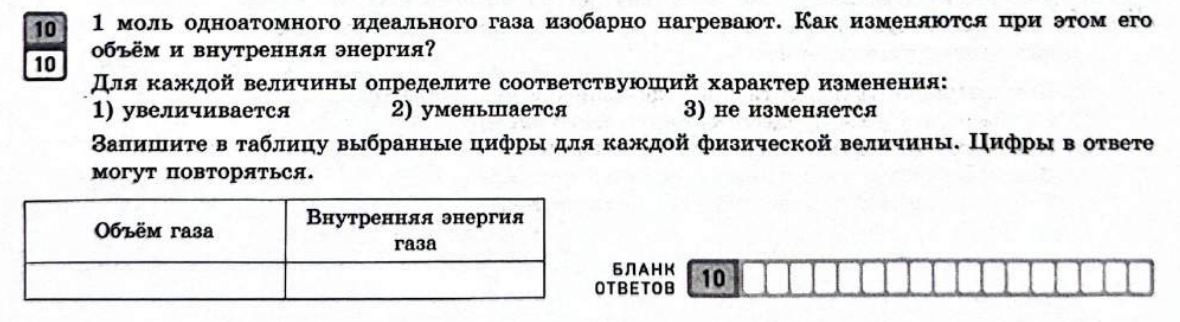 10
10
1 моль одноатомного идеального газа изобарно нагревают. Как изменяются при этом его
объём и внутренняя энергия?
Для каждой величины определите соответствующий характер изменения:
1) увеличивается 2) уменьшается 3) не изменяется
Запишите в таблицу выбранные цифры для каждой физической величины. Цифры в ответе
могут повторяться.
Объём газа
Внутренняя энергия
газа
БЛАНК
ОТВЕТОВ
10